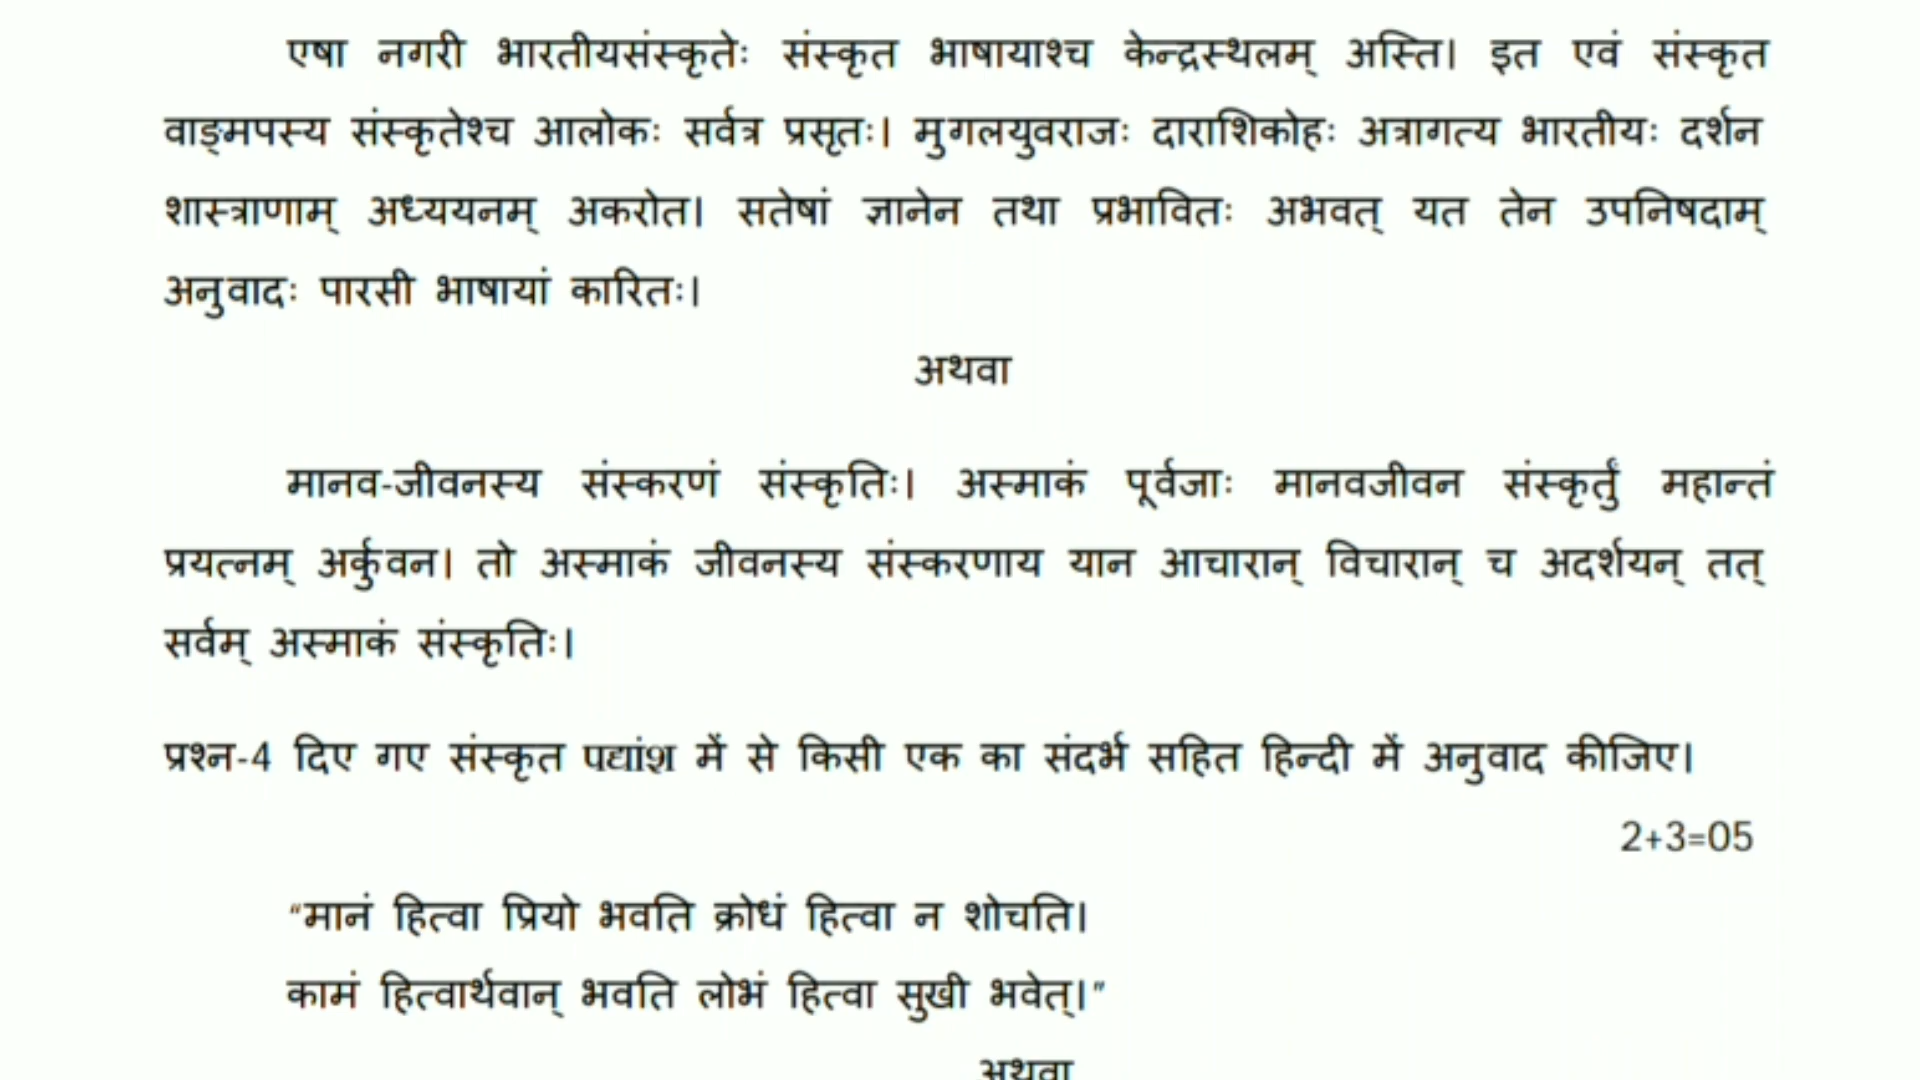 एषा नगरी भारतीयसंस्कृतेः संस्कृत भाषायाश्च केन्द्रस्थलम् अस्ति। इत एवं संस्कृत
वाङ्मपस्य संस्कृतेश्च आलोकः सर्वत्र प्रसृतः। मुगलयुवराजः दाराशिकोहः अत्रागत्य भारतीयः दर्शन
शास्त्राणाम् अध्ययनम् अकरोत। सतेषां ज्ञानेन तथा प्रभावितः अभवत् यत तेन उपनिषदाम्
अनुवादः पारसी भाषायां कारितः।
अथवा
मानव-जीवनस्य संस्करणं संस्कृतिः। अस्माकं पूर्वजाः मानवजीवन संस्कृर्तुं महान्तं
प्रयत्नम् अर्कुवन। तो अस्माकं जीवनस्य संस्करणाय यान आचारान् विचारान् च अदर्शयन् तत्
सर्वम् अस्माकं संस्कृतिः।
प्रश्न-4 दिए गए संस्कृत पद्यांश में से किसी एक का संदर्भ सहित हिन्दी में अनुवाद कीजिए।
2+3=05
“मानं हित्वा प्रियो भवति क्रोधं हित्वा न शोचति।
कामं हित्वार्थवान् भवति लोभं हित्वा सुखी भवेत्।”
अथवा